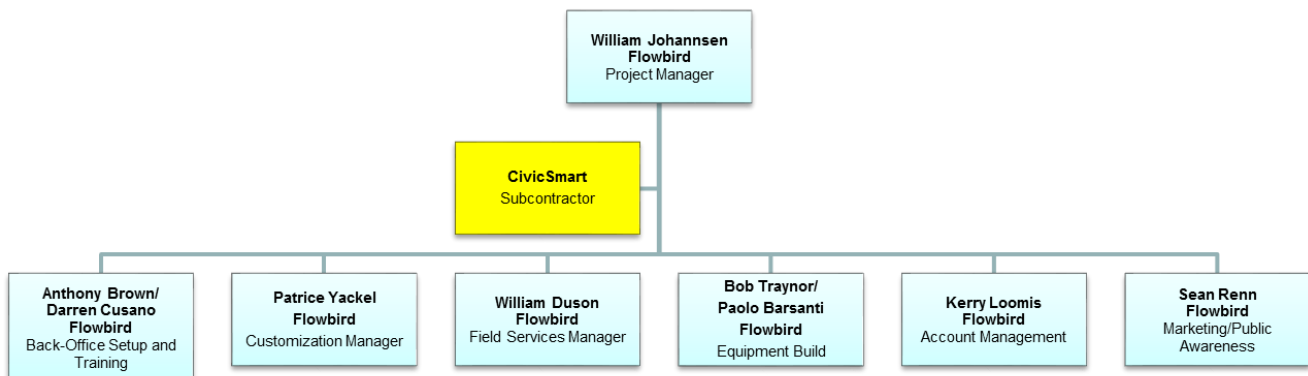 William Johannsen
Flowbird
Project Manager
CivicSmart
Subcontractor
Anthony Brown/
Darren Cusano
Flowbird
Back-Office Setup and
Training
Patrice Yackel
Flowbird
Customization Manager
William Duson
Flowbird
Field Services Manager
Bob Traynor/
Paolo Barsanti
Flowbird
Equipment Build
Kerry Loomis
Flowbird
Account Management
Sean Renn
Flowbird
Marketing/Public
Awareness